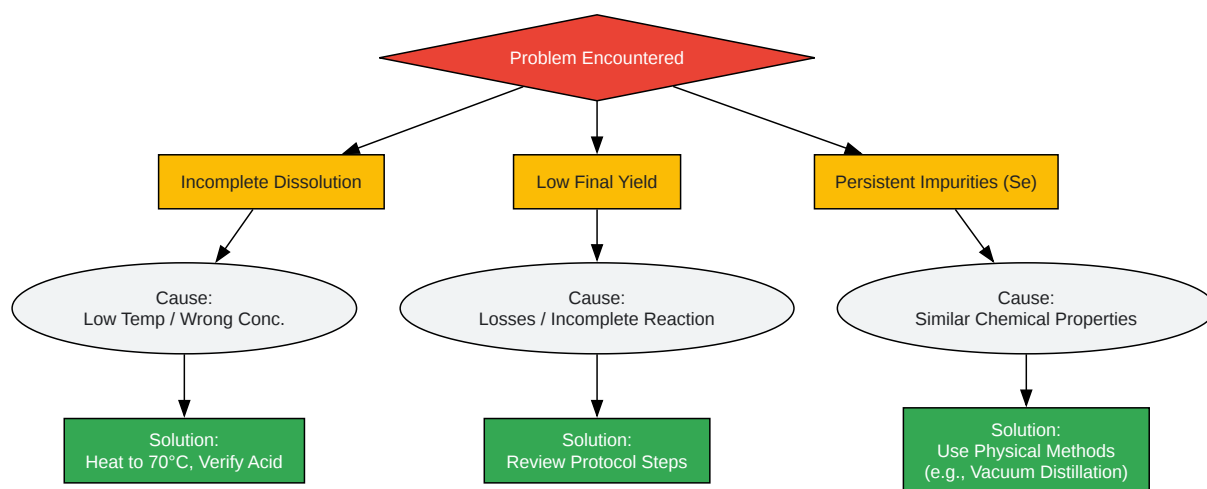 Problem Encountered
Incomplete Dissolution
Low Final Yield
Persistent Impurities (Se)
Cause:
Low Temp / Wrong Conc.
Cause:
Losses / Incomplete Reaction
Cause:
Similar Chemical Properties
Solution:
Heat to 70°C, Verify Acid
Solution:
Review Protocol Steps
Solution:
Use Physical Methods
(e.g., Vacuum Distillation)